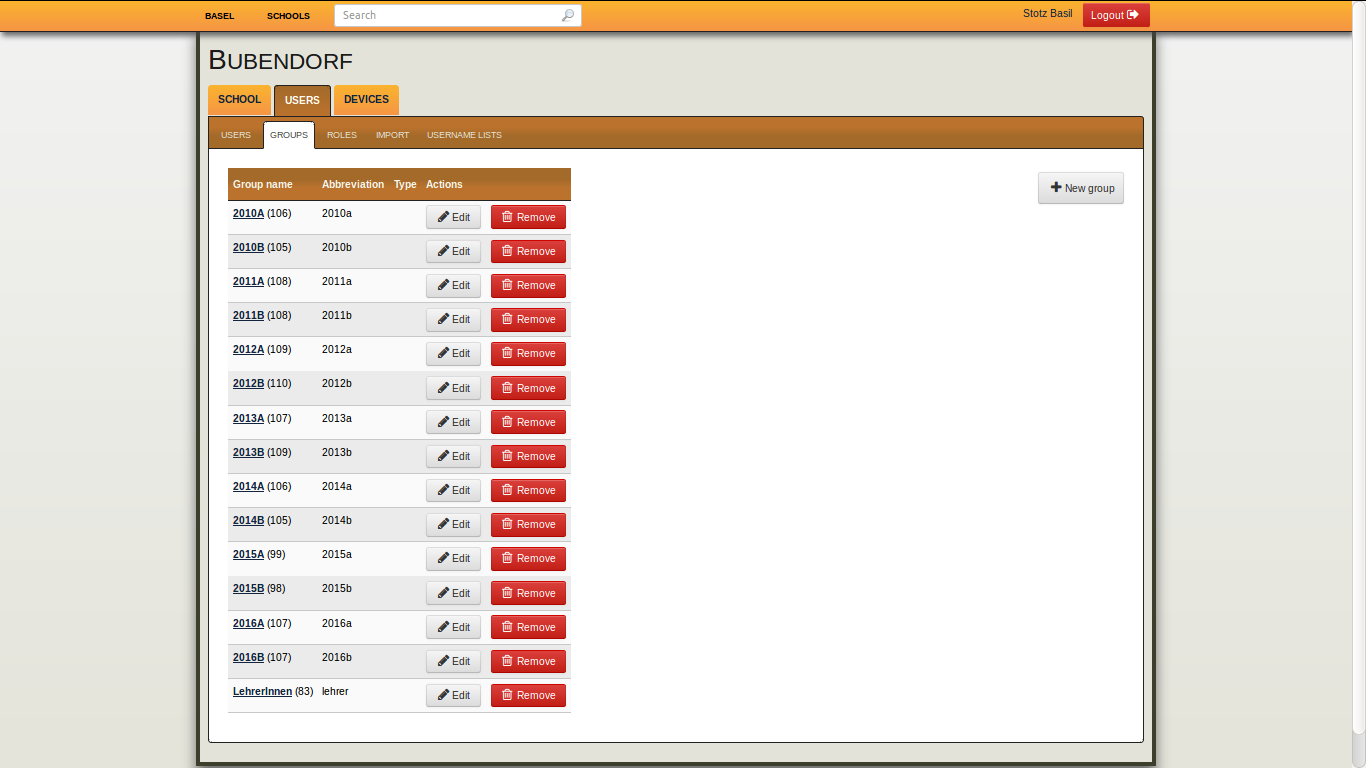 BASEL SCHOOLS Search Stotz Basil Logout
BUBENDORF
SCHOOL USERS DEVICES
USERS GROUPS ROLES IMPORT USERNAME LISTS
Group name Abbreviation Type Actions
New group
2010A (106) 2010a Edit Remove
2010B (105) 2010b Edit Remove
2011A (108) 2011a Edit Remove
2011B (108) 2011b Edit Remove
2012A (109) 2012a Edit Remove
2012B (110) 2012b Edit Remove
2013A (107) 2013a Edit Remove
2013B (109) 2013b Edit Remove
2014A (106) 2014a Edit Remove
2014B (105) 2014b Edit Remove
2015A (99) 2015a Edit Remove
2015B (98) 2015b Edit Remove
2016A (107) 2016a Edit Remove
2016B (107) 2016b Edit Remove
LehrerInnen (83) lehrer Edit Remove